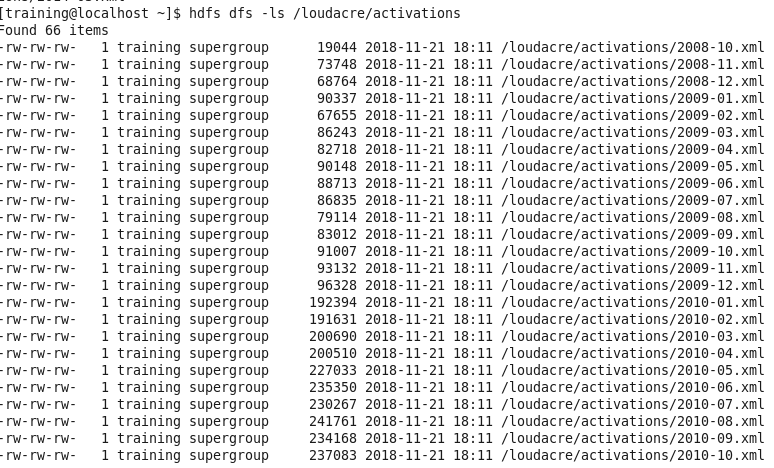 [training@localhost ~]$ hdfs dfs -ls /loudacre/activations
Found 66 items
-rw-rw-rw-   1 training supergroup      19044 2018-11-21 18:11 /loudacre/activations/2008-10.xml
-rw-rw-rw-   1 training supergroup      73748 2018-11-21 18:11 /loudacre/activations/2008-11.xml
-rw-rw-rw-   1 training supergroup      68764 2018-11-21 18:11 /loudacre/activations/2008-12.xml
-rw-rw-rw-   1 training supergroup      90337 2018-11-21 18:11 /loudacre/activations/2009-01.xml
-rw-rw-rw-   1 training supergroup      67655 2018-11-21 18:11 /loudacre/activations/2009-02.xml
-rw-rw-rw-   1 training supergroup      86243 2018-11-21 18:11 /loudacre/activations/2009-03.xml
-rw-rw-rw-   1 training supergroup      82718 2018-11-21 18:11 /loudacre/activations/2009-04.xml
-rw-rw-rw-   1 training supergroup      90148 2018-11-21 18:11 /loudacre/activations/2009-05.xml
-rw-rw-rw-   1 training supergroup      88713 2018-11-21 18:11 /loudacre/activations/2009-06.xml
-rw-rw-rw-   1 training supergroup      86835 2018-11-21 18:11 /loudacre/activations/2009-07.xml
-rw-rw-rw-   1 training supergroup      79114 2018-11-21 18:11 /loudacre/activations/2009-08.xml
-rw-rw-rw-   1 training supergroup      83012 2018-11-21 18:11 /loudacre/activations/2009-09.xml
-rw-rw-rw-   1 training supergroup      91007 2018-11-21 18:11 /loudacre/activations/2009-10.xml
-rw-rw-rw-   1 training supergroup      93132 2018-11-21 18:11 /loudacre/activations/2009-11.xml
-rw-rw-rw-   1 training supergroup      96328 2018-11-21 18:11 /loudacre/activations/2009-12.xml
-rw-rw-rw-   1 training supergroup     192394 2018-11-21 18:11 /loudacre/activations/2010-01.xml
-rw-rw-rw-   1 training supergroup     191631 2018-11-21 18:11 /loudacre/activations/2010-02.xml
-rw-rw-rw-   1 training supergroup     200690 2018-11-21 18:11 /loudacre/activations/2010-03.xml
-rw-rw-rw-   1 training supergroup     200510 2018-11-21 18:11 /loudacre/activations/2010-04.xml
-rw-rw-rw-   1 training supergroup     227033 2018-11-21 18:11 /loudacre/activations/2010-05.xml
-rw-rw-rw-   1 training supergroup     235350 2018-11-21 18:11 /loudacre/activations/2010-06.xml
-rw-rw-rw-   1 training supergroup     230267 2018-11-21 18:11 /loudacre/activations/2010-07.xml
-rw-rw-rw-   1 training supergroup     241761 2018-11-21 18:11 /loudacre/activations/2010-08.xml
-rw-rw-rw-   1 training supergroup     234168 2018-11-21 18:11 /loudacre/activations/2010-09.xml
-rw-rw-rw-   1 training supergroup     237083 2018-11-21 18:11 /loudacre/activations/2010-10.xml